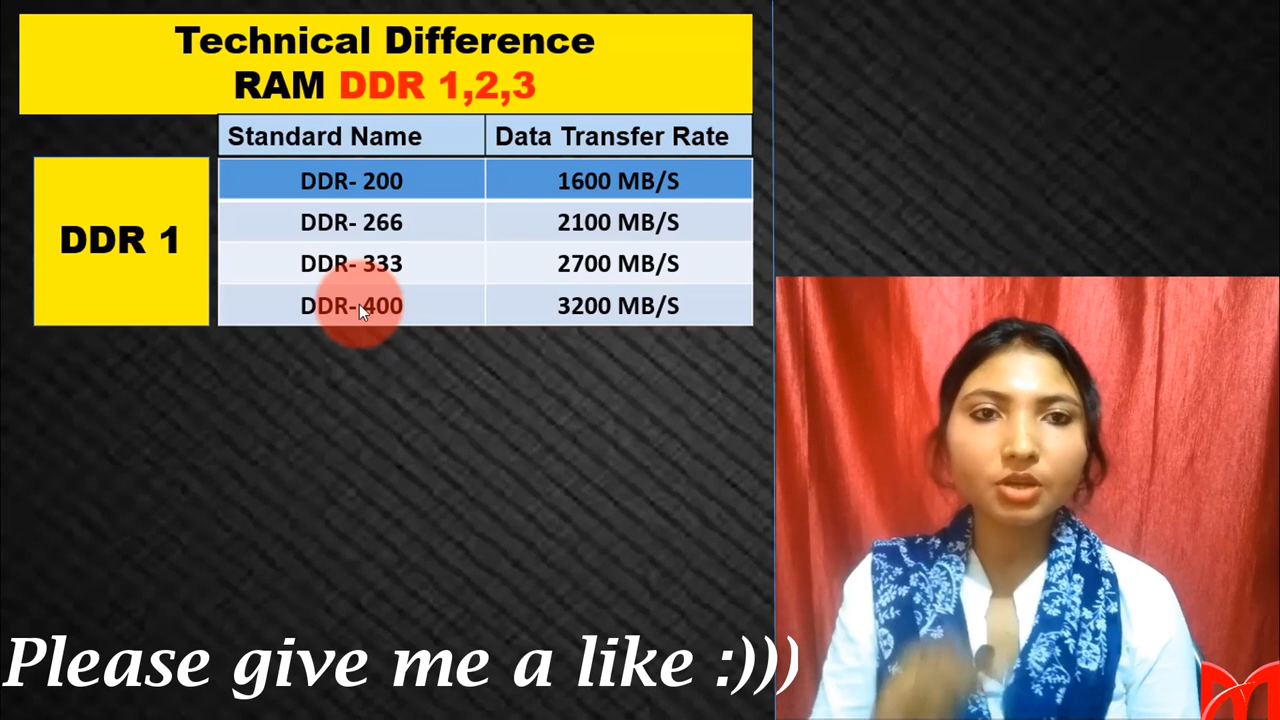 Technical Difference
RAM DDR 1,2,3
Standard Name Data Transfer Rate
DDR 1
DDR- 200 1600 MB/S
DDR- 266 2100 MB/S
DDR- 333 2700 MB/S
DDR- 400 3200 MB/S
Please give me a like :)))